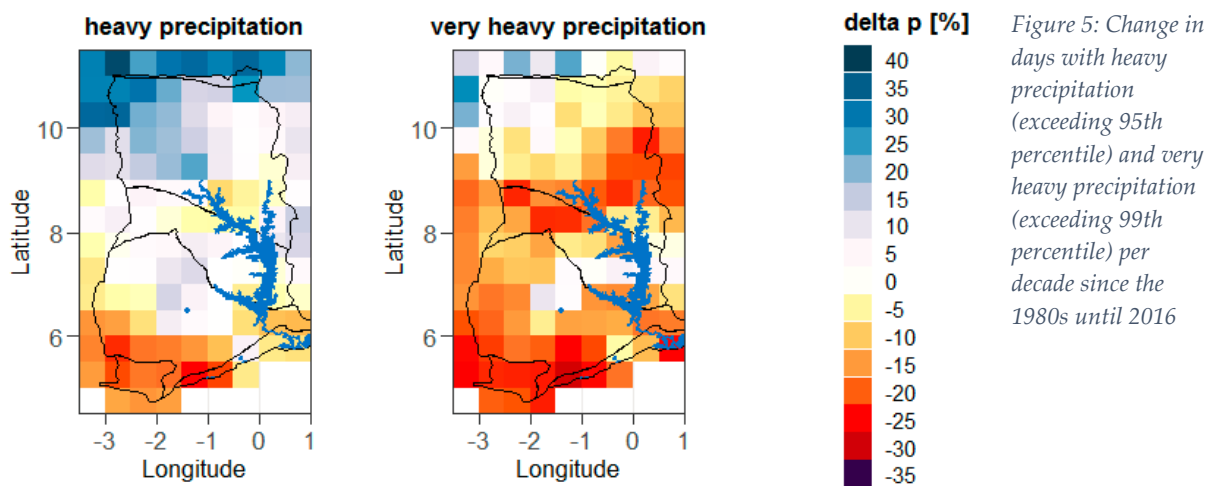 heavy precipitation
10
8
6
Latitude
-3
-2
-1
0
1
Longitude
very heavy precipitation
10
8
6
Latitude
-3
-2
-1
0
1
Longitude
delta p [%]
40
35
30
25
20
15
10
5
0
-5
-10
-15
-20
-25
-30
-35
Figure 5: Change in
days with heavy
precipitation
(exceeding 95th
percentile) and very
heavy precipitation
(exceeding 99th
percentile) per
decade since the
1980s until 2016